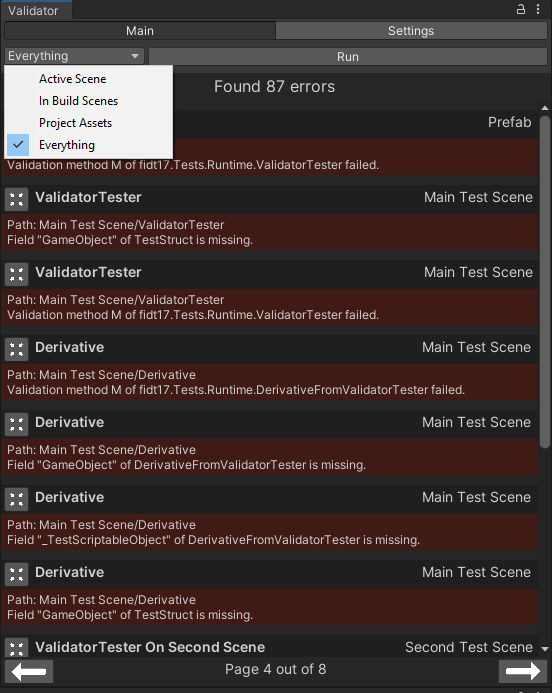 Validator
Main
Settings
Everything
Run
Active Scene
In Build Scenes
Project Assets
Everything
Found 87 errors
Prefab
Validation method M of fidt17.Tests.Runtime.ValidatorTester failed.
ValidatorTester
Main Test Scene
Path: Main Test Scene/ValidatorTester
Field "GameObject" of TestStruct is missing.
ValidatorTester
Main Test Scene
Path: Main Test Scene/ValidatorTester
Validation method M of fidt17.Tests.Runtime.ValidatorTester failed.
Derivative
Main Test Scene
Path: Main Test Scene/Derivative
Validation method M of fidt17.Tests.Runtime.DerivativeFromValidatorTester failed.
Derivative
Main Test Scene
Path: Main Test Scene/Derivative
Field "GameObject" of DerivativeFromValidatorTester is missing.
Derivative
Main Test Scene
Path: Main Test Scene/Derivative
Field "_TestScriptableObject" of DerivativeFromValidatorTester is missing.
Derivative
Main Test Scene
Path: Main Test Scene/Derivative
Field "GameObject" of TestStruct is missing.
ValidatorTester On Second Scene
Second Test Scene
Page 4 out of 8